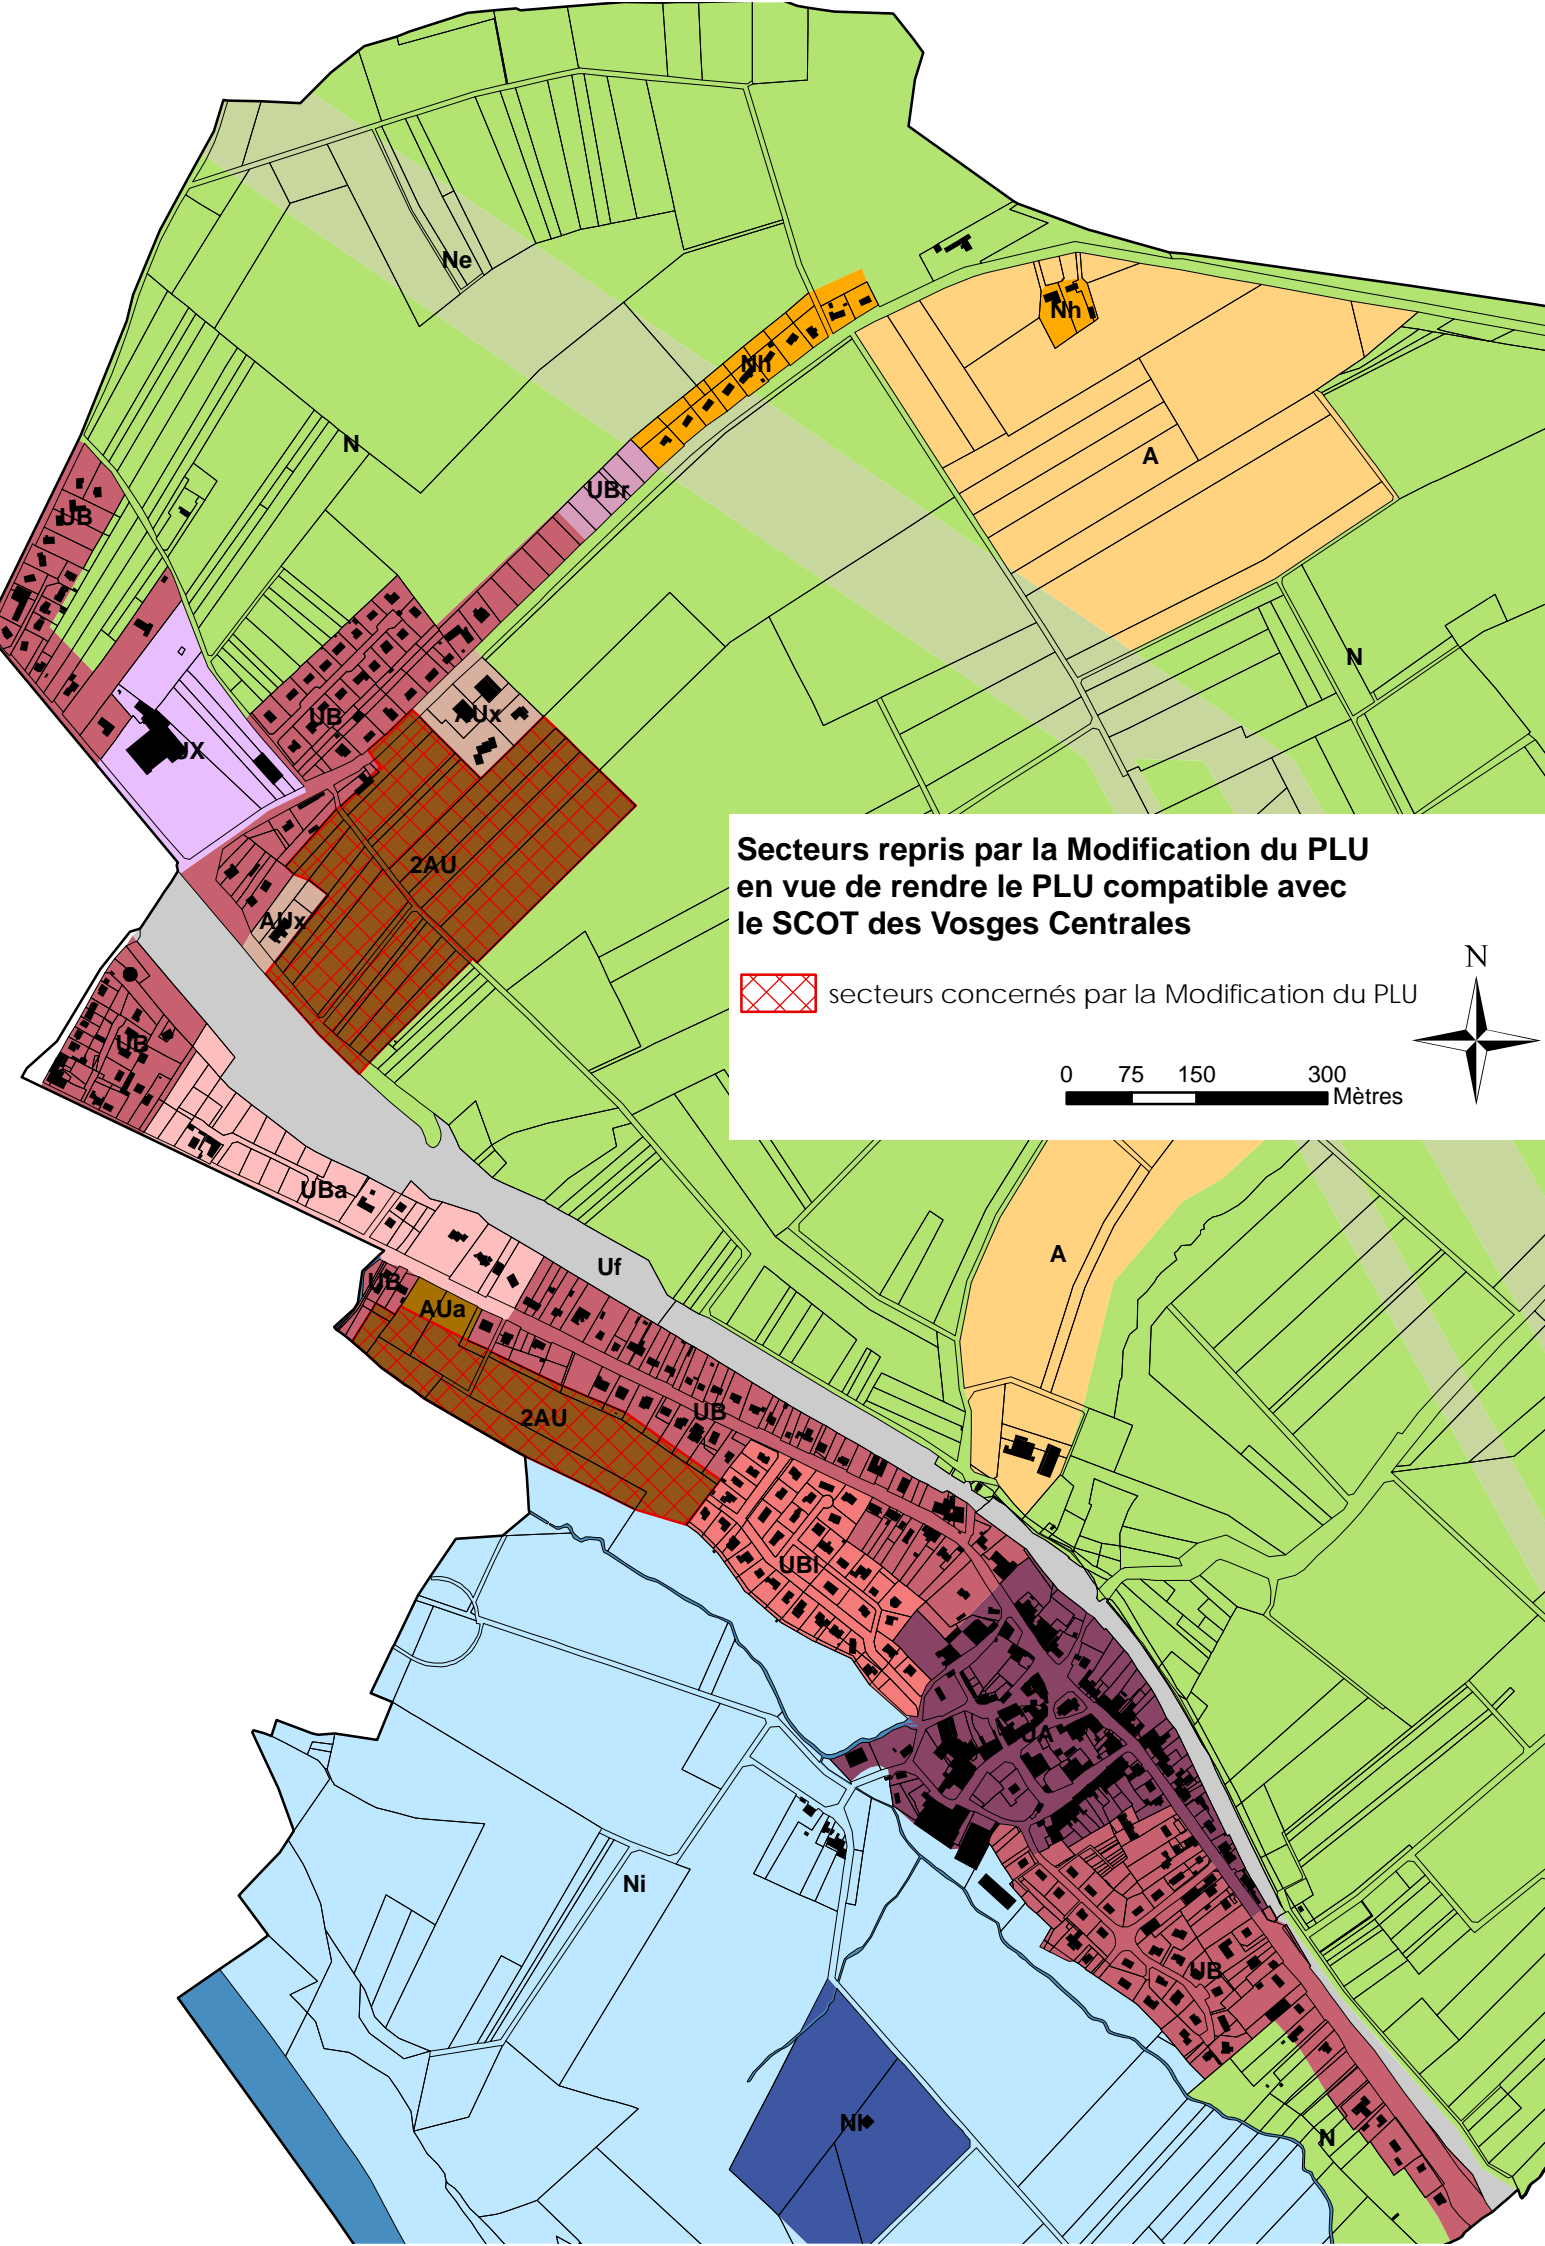 Ne
Nh
Nh
N
A
UBr
UB
N
UB
AUx
UX
2AU
AUx
Secteurs repris par la Modification du PLU
en vue de rendre le PLU compatible avec
le SCOT des Vosges Centrales
N
secteurs concernés par la Modification du PLU
0 75 150 300
Mètres
UB
UBa
A
Uf
UB
AUa
2AU
UB
UBl
UA
Ni
UB
Nl
N